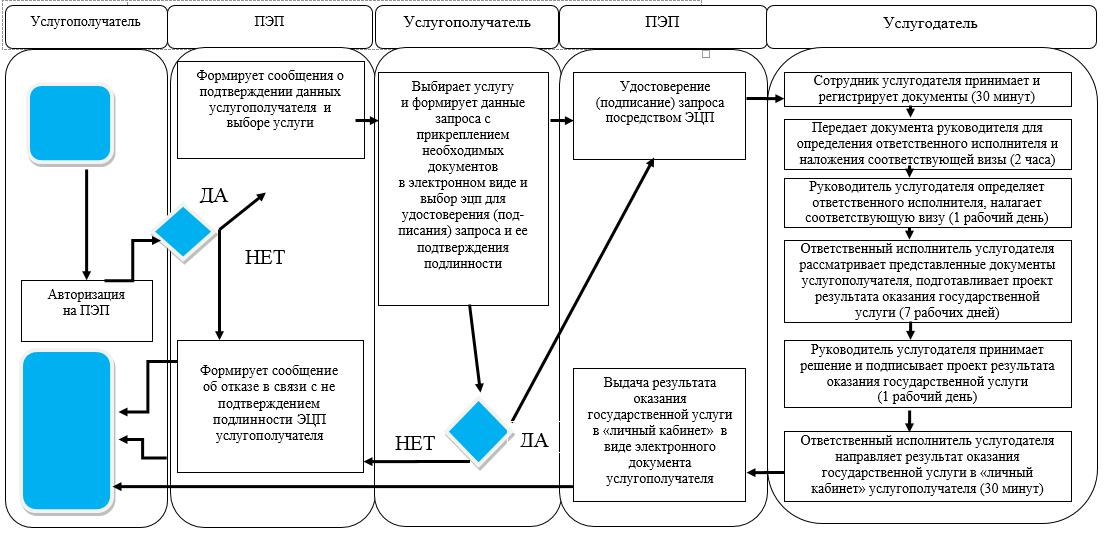 Услугополучатель
ПЭП
Услугополучатель
ПЭП
Услугодатель
Авторизация
на ПЭП
Формирует сообщения о
подтверждении данных
услугополучателя и
выборе услуги
ДА
НЕТ
Формирует сообщение
об отказе в связи с не
подтверждением
подлинности ЭЦП
услугополучателя
Выбирает услугу
и формирует данные
запроса с
прикреплением
необходимых
документов
в электронном виде и
выбор эцп для
удостоверения (под-
писания) запроса и ее
подтверждения
подлинности
НЕТ
ДА
Удостоверение
(подписание) запроса
посредством ЭЦП
Выдача результата
оказания
государственной услуги
в «личный кабинет» в
виде электронного
документа
услугополучателя
Сотрудник услугодателя принимает и
регистрирует документы (30 минут)
Передает документа руководителя для
определения ответственного исполнителя и
наложения соответствующей визы (2 часа)
Руководитель услугодателя определяет
ответственного исполнителя, налагает
соответствующую визу (1 рабочий день)
Ответственный исполнитель услугодателя
рассматривает представленные документы
услугополучателя, подготавливает проект
результата оказания государственной
услуги (7 рабочих дней)
Руководитель услугодателя принимает
решение и подписывает проект результата
оказания государственной услуги
(1 рабочий день)
Ответственный исполнитель услугодателя
направляет результат оказания
государственной услуги в «личный
кабинет» услугополучателя (30 минут)